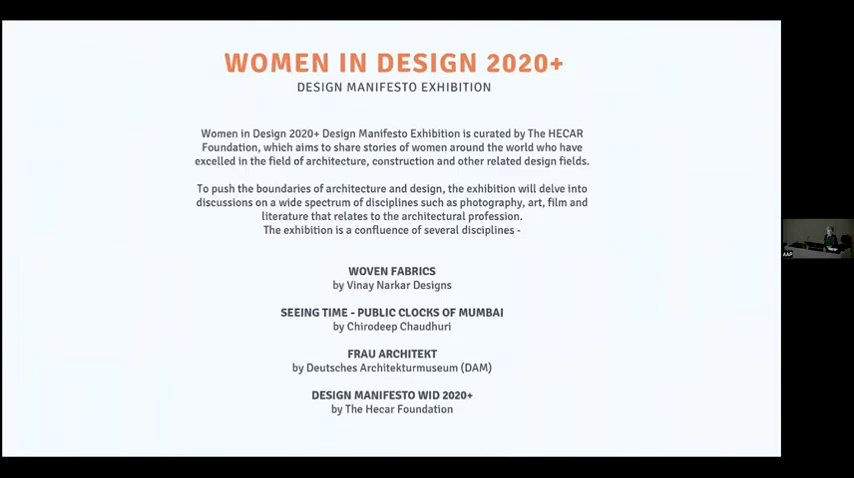 WOMEN IN DESIGN 2020+
DESIGN MANIFESTO EXHIBITION
Women in Design 2020+ Design Manifesto Exhibition is curated by The HECAR
Foundation, which aims to share stories of women around the world who have
excelled in the field of architecture, construction and other related design fields.
To push the boundaries of architecture and design, the exhibition will delve into
discussions on a wide spectrum of disciplines such as photography, art, film and
literature that relates to the architectural profession.
The exhibition is a confluence of several disciplines -
WOVEN FABRICS
by Vinay Narkar Designs
SEEING TIME - PUBLIC CLOCKS OF MUMBAI
by Chirodeep Chaudhuri
FRAU ARCHITEKT
by Deutsches Architekturmuseum (DAM)
DESIGN MANIFESTO WID 2020+
by The Hecar Foundation
AAP